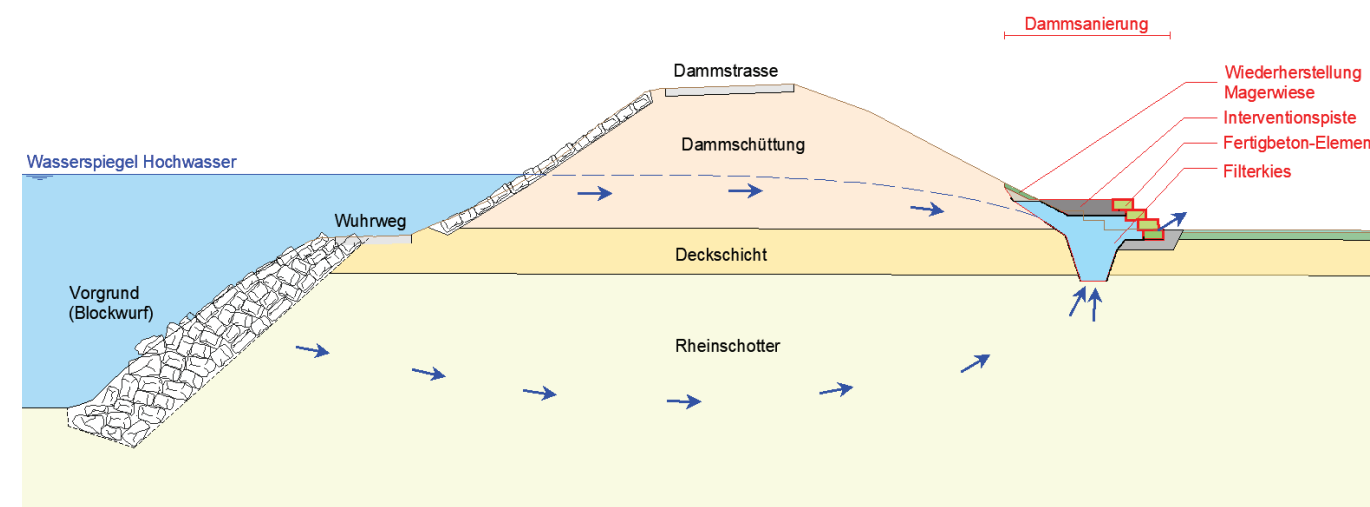 Dammsanierung
Dammstrasse
Wiederherstellung
Magerwiese
Interventionspiste
Dammschüttung
Fertigbeton-Elemen
Wasserspiegel Hochwasser
Filterkies
Wuhrweg
Deckschicht
Vorgrund
(Blockwurf)
Rheinschotter